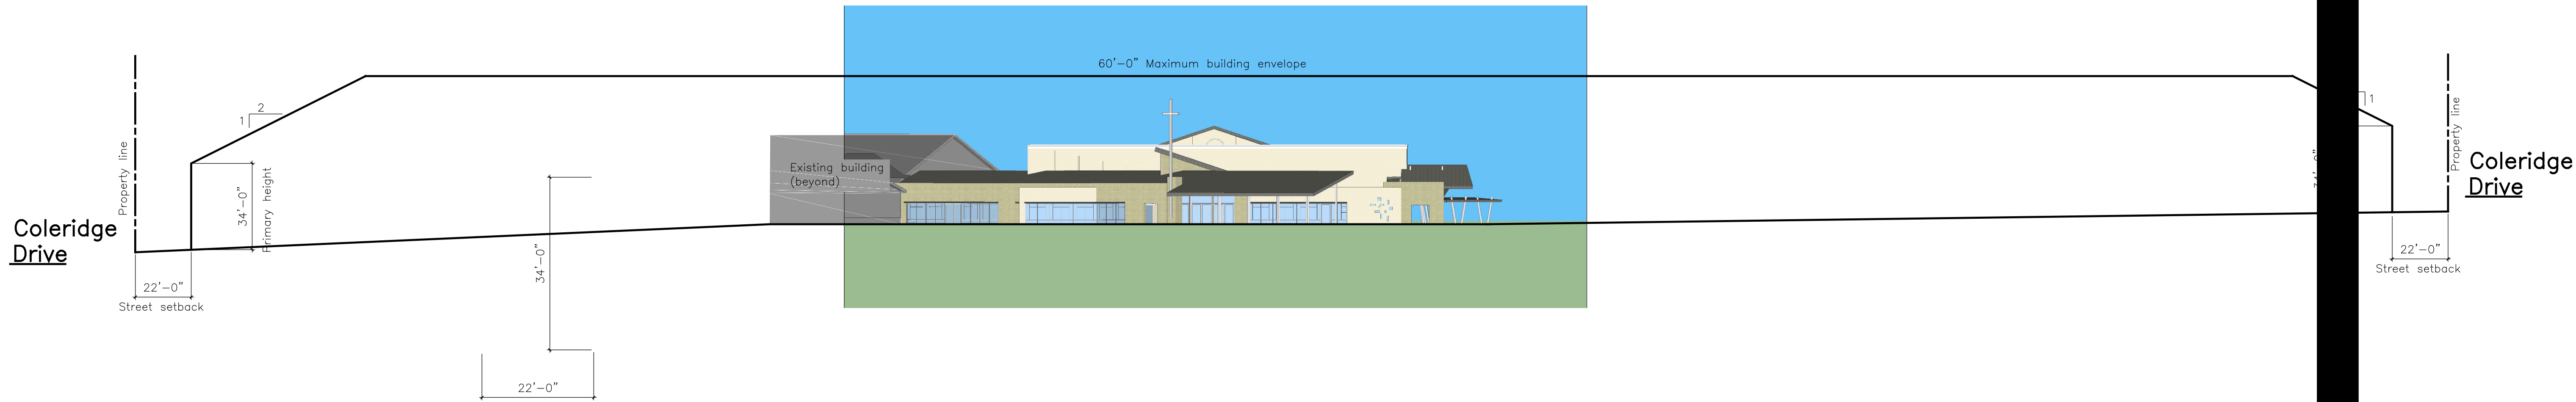 60'-0" Maximum building envelope
2
1
Property line
34'-0"
Primary height
Coleridge
Drive
22'-0"
Street setback
Existing building
(beyond)
34'-0"
22'-0"
1
Property line
Coleridge
Drive
22'-0"
Street setback